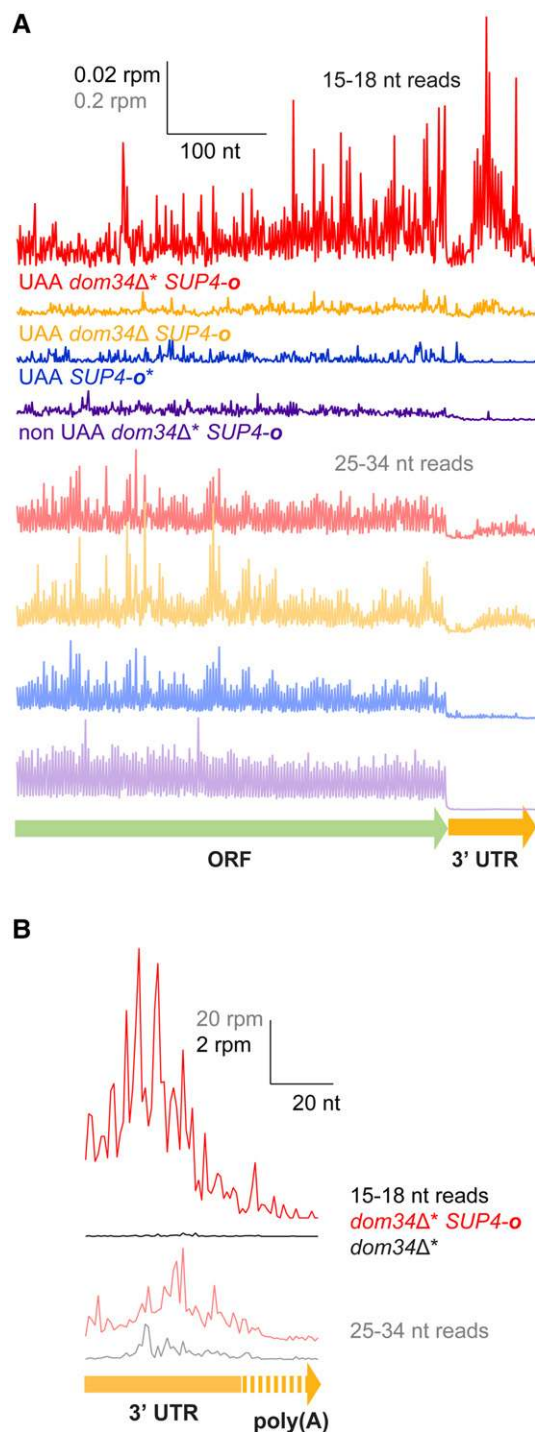 A
0.02 rpm
0.2 rpm
15-18 nt reads
100 nt
UAA dom34Δ* SUP4-o
UAA dom34Δ SUP4-o
UAA SUP4-o*
non UAA dom34Δ* SUP4-o
25-34 nt reads
ORF
3' UTR
B
20 rpm
2 rpm
20 nt
15-18 nt reads
dom34Δ* SUP4-o
dom34Δ*
25-34 nt reads
3' UTR
poly(A)